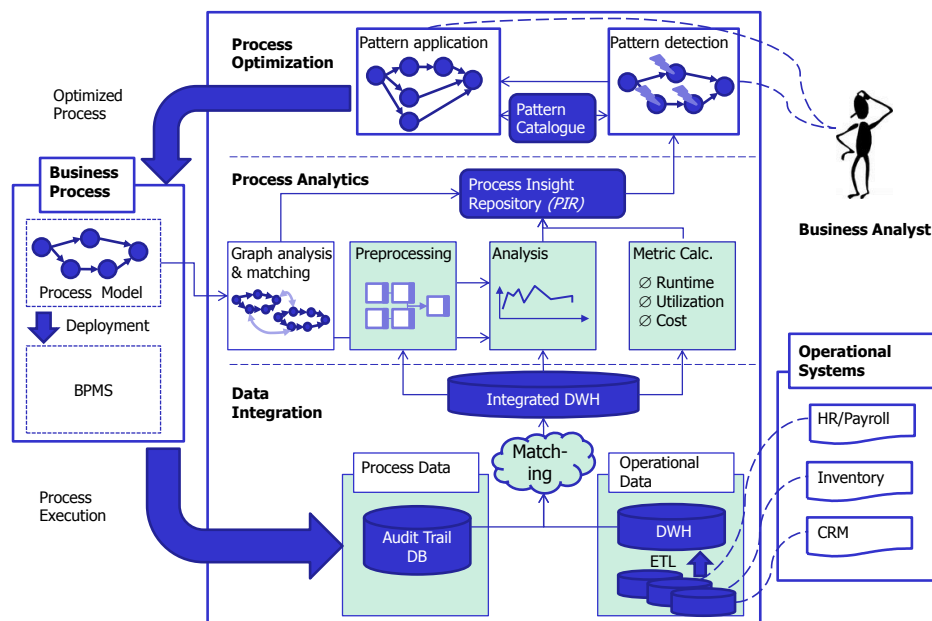 Process
Optimization
Pattern application
Pattern detection
Pattern
Catalogue
Optimized
Process
Business
Process
Process Model
Deployment
BPMS
Process Analytics
Process Insight
Repository (PIR)
Graph analysis
& matching
Preprocessing
Analysis
Metric Calc.
∅ Runtime
∅ Utilization
∅ Cost
Business Analyst
Data
Integration
Integrated DWH
Match-
ing
Process Data
Audit Trail
DB
Operational
Data
DWH
ETL
Operational
Systems
HR/Payroll
Inventory
CRM
Process
Execution